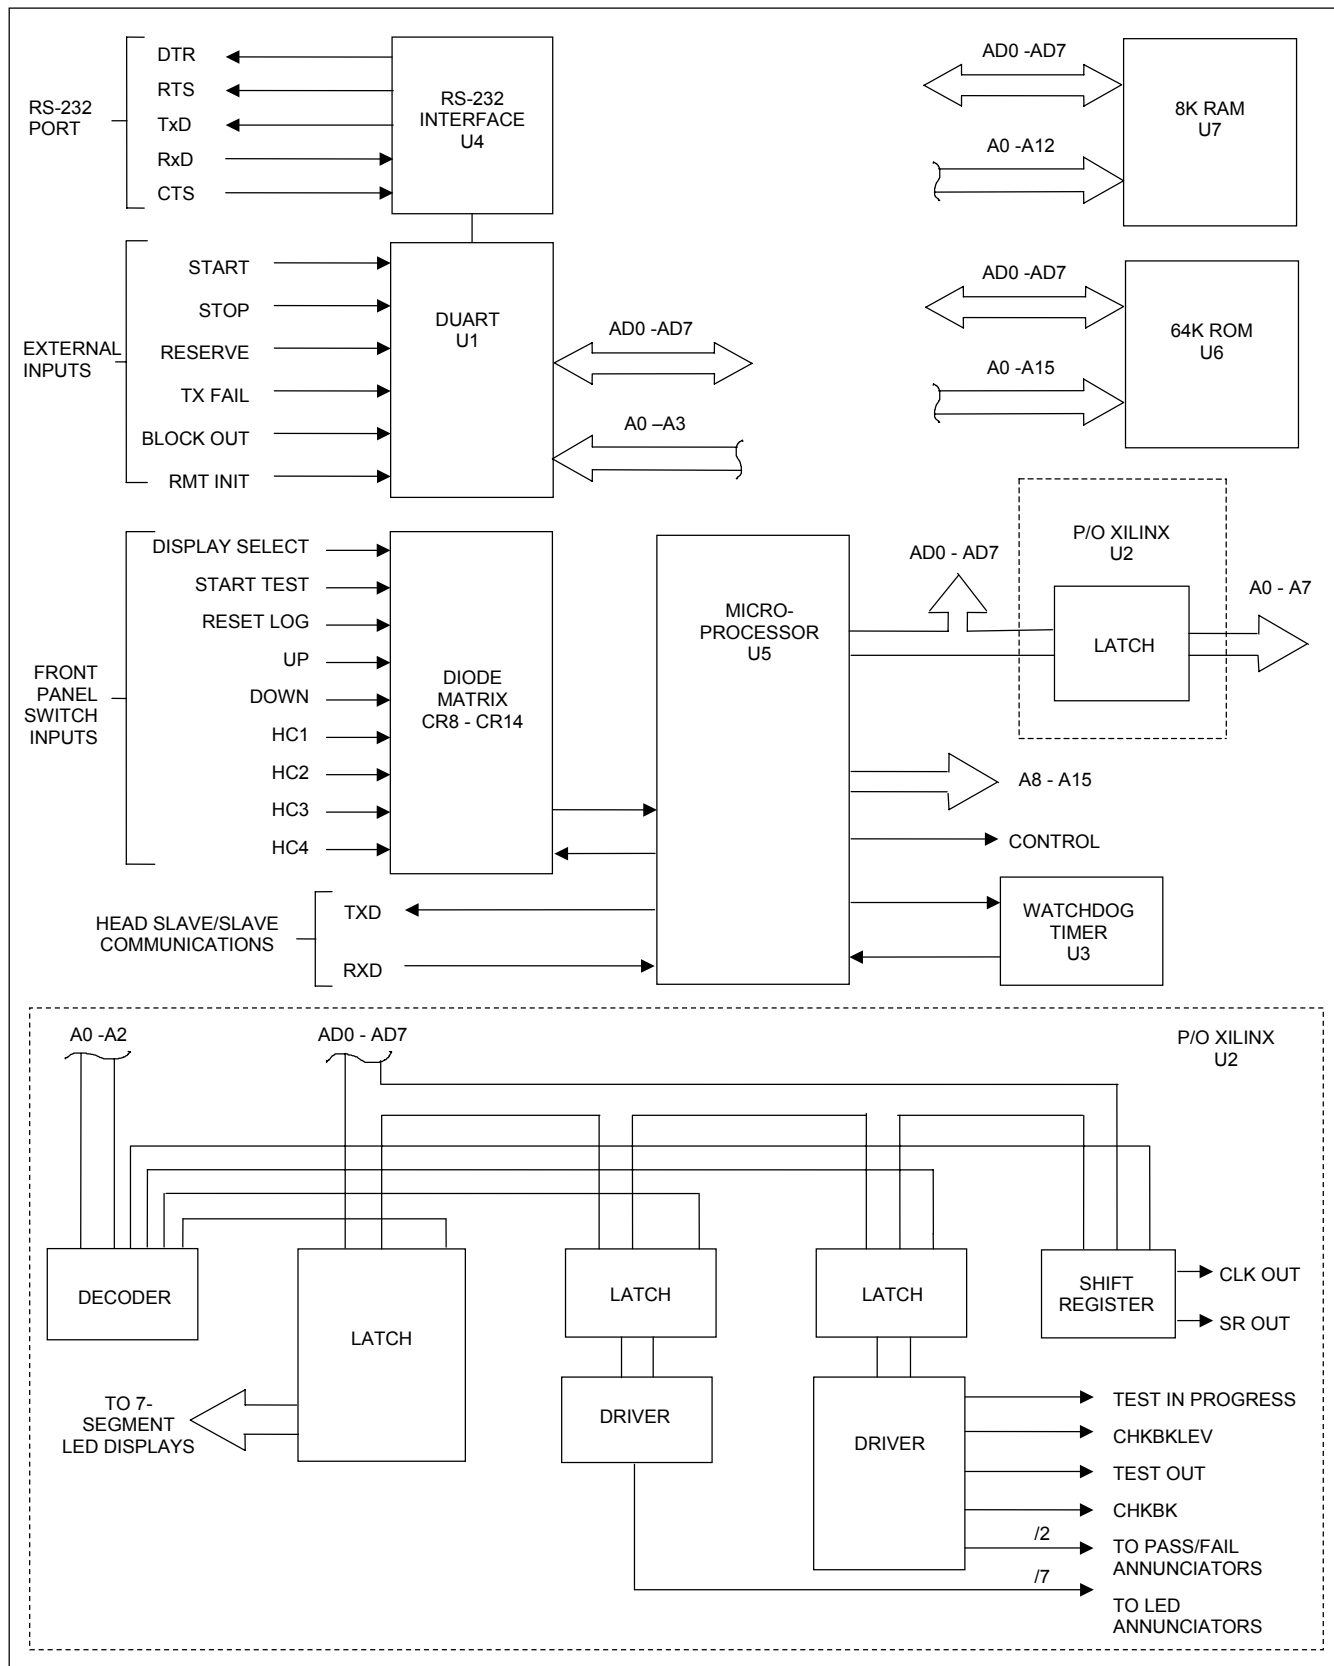 DTR
RTS
TxD
RxD
CTS
RS-232
PORT
RS-232
INTERFACE
U4
AD0 -AD7
A0 -A12
8K RAM
U7
START
STOP
RESERVE
TX FAIL
BLOCK OUT
RMT INIT
EXTERNAL
INPUTS
DUART
U1
AD0 -AD7
A0 –A3
AD0 -AD7
A0 -A15
64K ROM
U6
DISPLAY SELECT
START TEST
RESET LOG
UP
DOWN
HC1
HC2
HC3
HC4
FRONT
PANEL
SWITCH
INPUTS
DIODE
MATRIX
CR8 - CR14
MICRO-
PROCESSOR
U5
AD0 - AD7
P/O XILINX
U2
LATCH
A0 - A7
A8 - A15
CONTROL
WATCHDOG
TIMER
U3
HEAD SLAVE/SLAVE
COMMUNICATIONS
TXD
RXD
A0 -A2
AD0 - AD7
P/O XILINX
U2
DECODER
LATCH
LATCH
LATCH
SHIFT
REGISTER
CLK OUT
SR OUT
TO 7-
SEGMENT
LED DISPLAYS
DRIVER
DRIVER
TEST IN PROGRESS
CHKBKLEV
TEST OUT
CHKBK
/2
TO PASS/FAIL
ANNUNCIATORS
/7
TO LED
ANNUNCIATORS